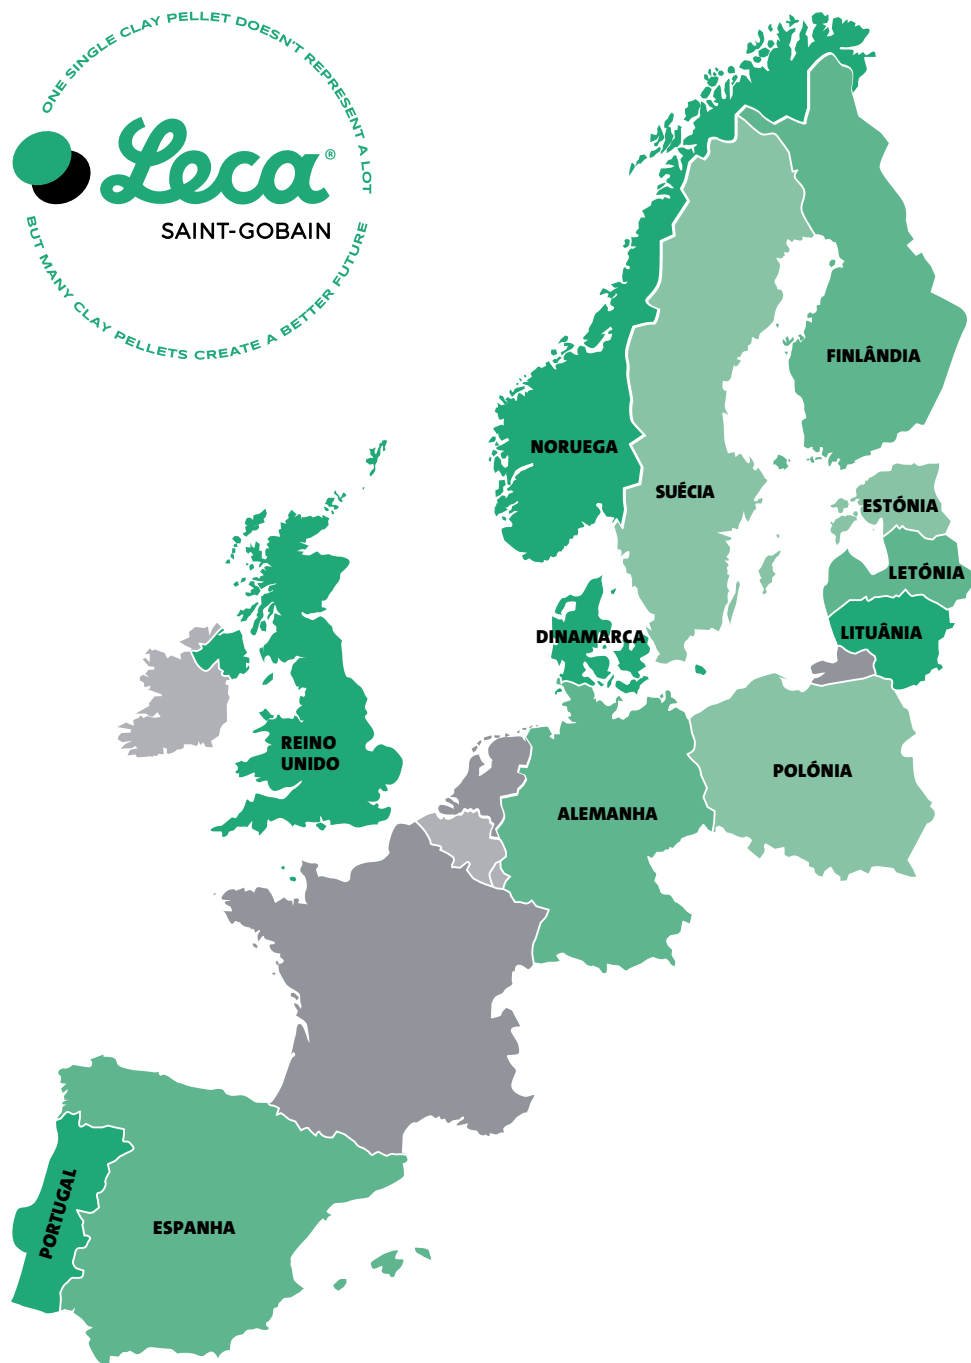 ONE SINGLE CLAY PELLET DOESN'T REPRESENT A LOT
Leca®
SAINT-GOBAIN
BUT MANY CLAY PELLETS CREATE A BETTER FUTURE
FINLÂNDIA
NORUEGA
SUÉCIA
ESTÓNIA
LETÓNIA
LITUÂNIA
DINAMARCA
REINO
UNIDO
POLÓNIA
ALEMANHA
PORTUGAL
ESPANHA